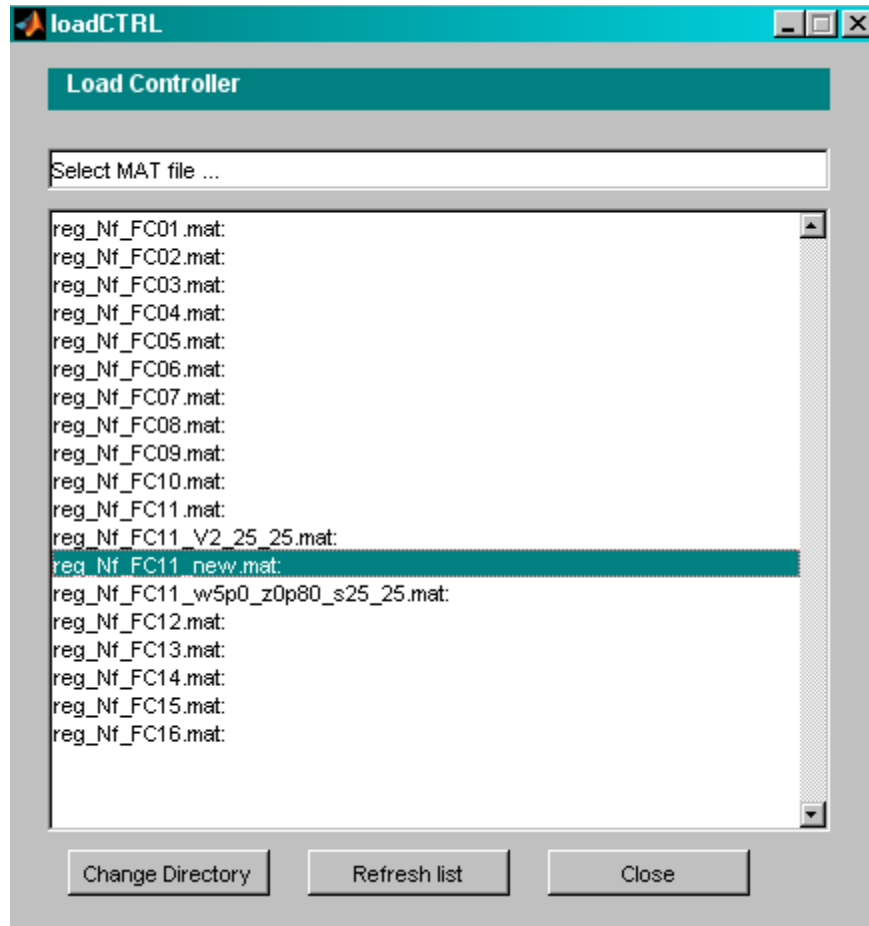 loadCTRL
Load Controller
Select MAT file ...
reg_Nf_FC01.mat:
reg_Nf_FC02.mat:
reg_Nf_FC03.mat:
reg_Nf_FC04.mat:
reg_Nf_FC05.mat:
reg_Nf_FC06.mat:
reg_Nf_FC07.mat:
reg_Nf_FC08.mat:
reg_Nf_FC09.mat:
reg_Nf_FC10.mat:
reg_Nf_FC11.mat:
reg_Nf_FC11_V2_25_25.mat:
reg_Nf_FC11_new.mat:
reg_Nf_FC11_w5p0_z0p80_s25_25.mat:
reg_Nf_FC12.mat:
reg_Nf_FC13.mat:
reg_Nf_FC14.mat:
reg_Nf_FC15.mat:
reg_Nf_FC16.mat:
Change Directory Refresh list Close